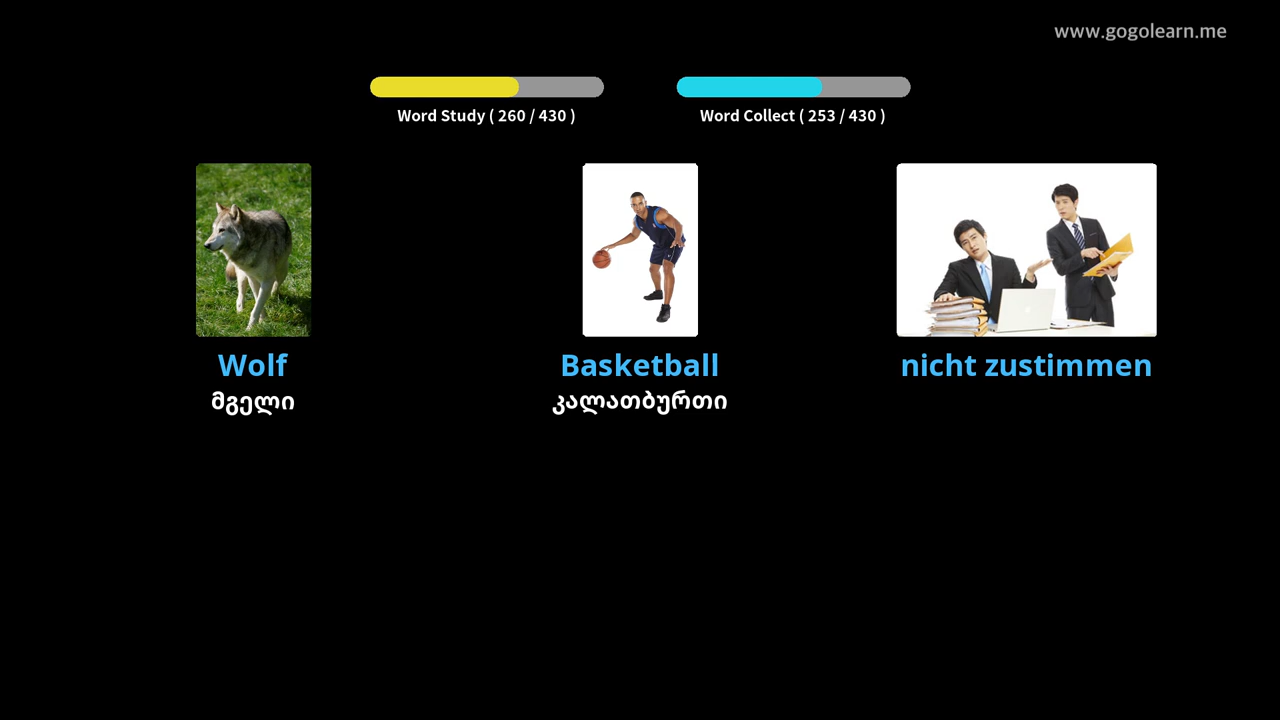 www.gogolearn.me
Word Study ( 260 / 430 )
Word Collect ( 253 / 430 )
Wolf
მგელი
Basketball
კალათბურთი
nicht zustimmen